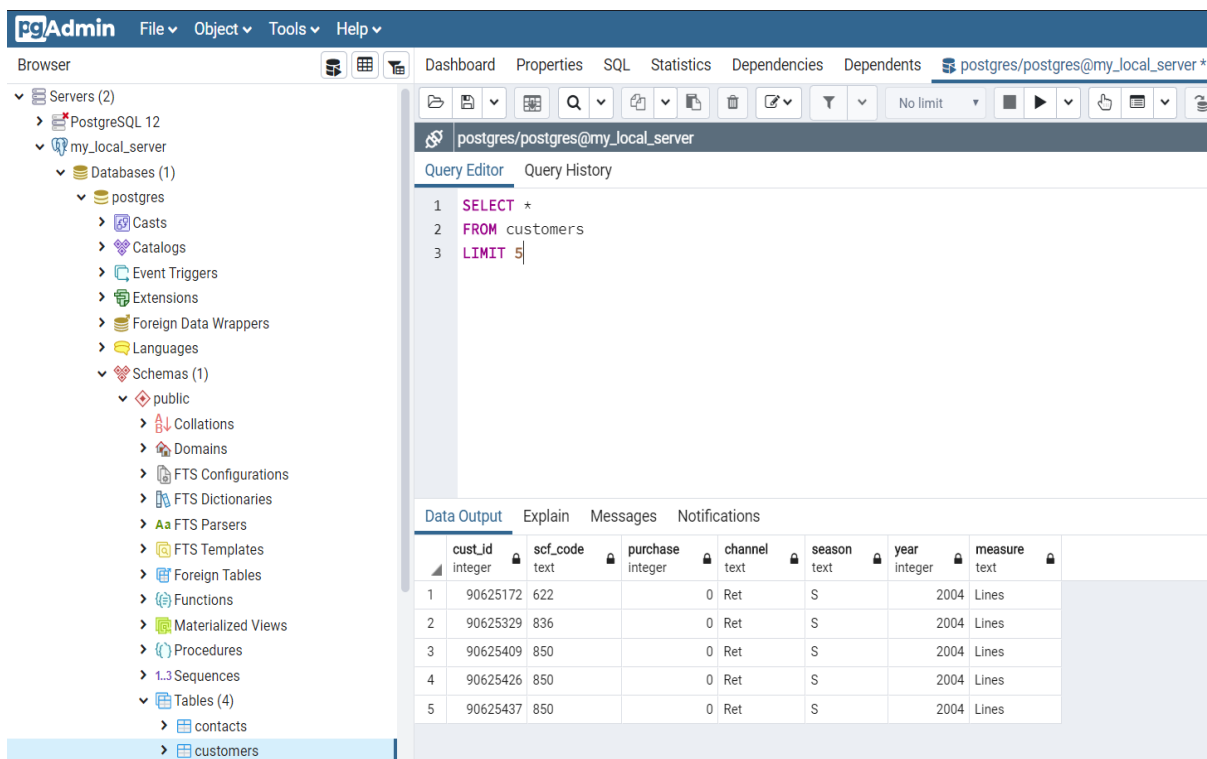 pgAdmin File Object Tools Help
Browser
Servers (2)
PostgreSQL 12
my_local_server
Databases (1)
postgres
Casts
Catalogs
Event Triggers
Extensions
Foreign Data Wrappers
Languages
Schemas (1)
public
Collations
Domains
FTS Configurations
FTS Dictionaries
Aa FTS Parsers
FTS Templates
Foreign Tables
Functions
Materialized Views
Procedures
1..3 Sequences
Tables (4)
contacts
customers
Dashboard Properties SQL Statistics Dependencies Dependents postgres/postgres@my_local_server *
No limit
postgres/postgres@my_local_server
Query Editor Query History
1 SELECT *
2 FROM customers
3 LIMIT 5
Data Output Explain Messages Notifications
cust_id scf_code purchase channel season year measure
integer text integer text text integer text
1 90625172 622 0 Ret S 2004 Lines
2 90625329 836 0 Ret S 2004 Lines
3 90625409 850 0 Ret S 2004 Lines
4 90625426 850 0 Ret S 2004 Lines
5 90625437 850 0 Ret S 2004 Lines